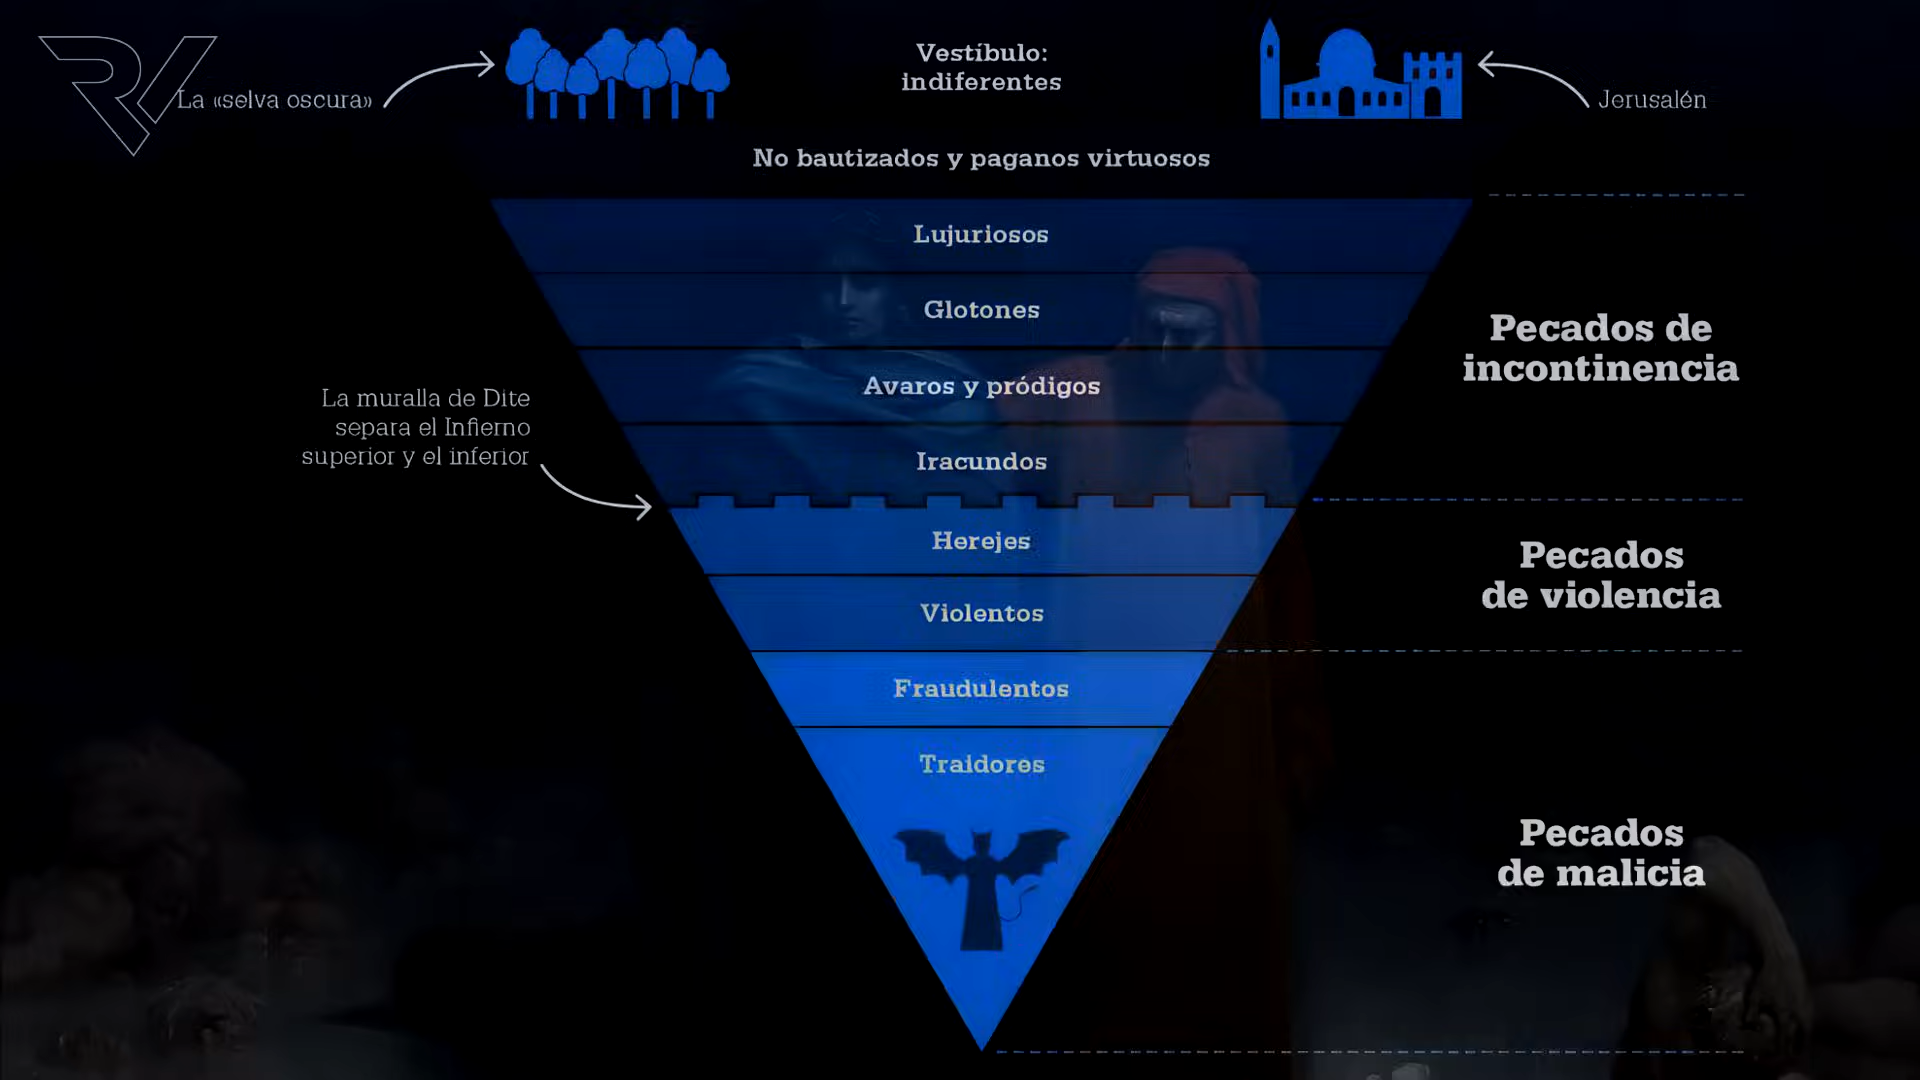 RV
Vestíbulo:
indiferentes
La «selva oscura»
Jerusalén
No bautizados y paganos virtuosos
Lujuriosos
Glotones
Avaros y pródigos
Iracundos
Pecados de
incontinencia
La muralla de Dite
separa el Infierno
superior y el inferior
Herejes
Violentos
Pecados
de violencia
Fraudulentos
Traidores
Pecados
de malicia